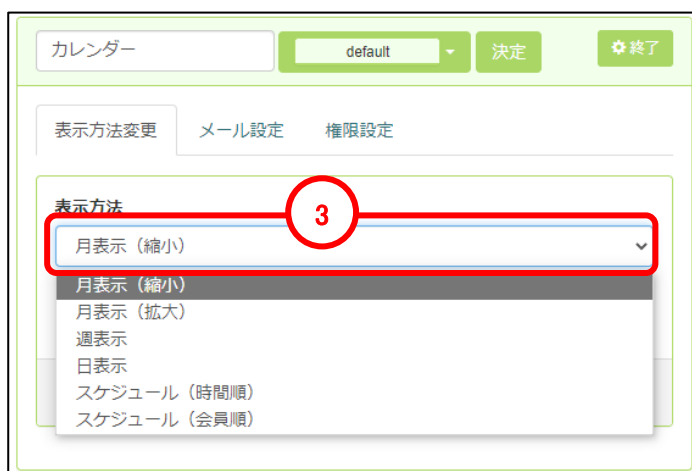 カレンダー default 決定 終了
表示方法変更 メール設定 権限設定
表示方法
3
月表示（縮小）
月表示（縮小）
月表示（拡大）
週表示
日表示
スケジュール（時間順）
スケジュール（会員順）